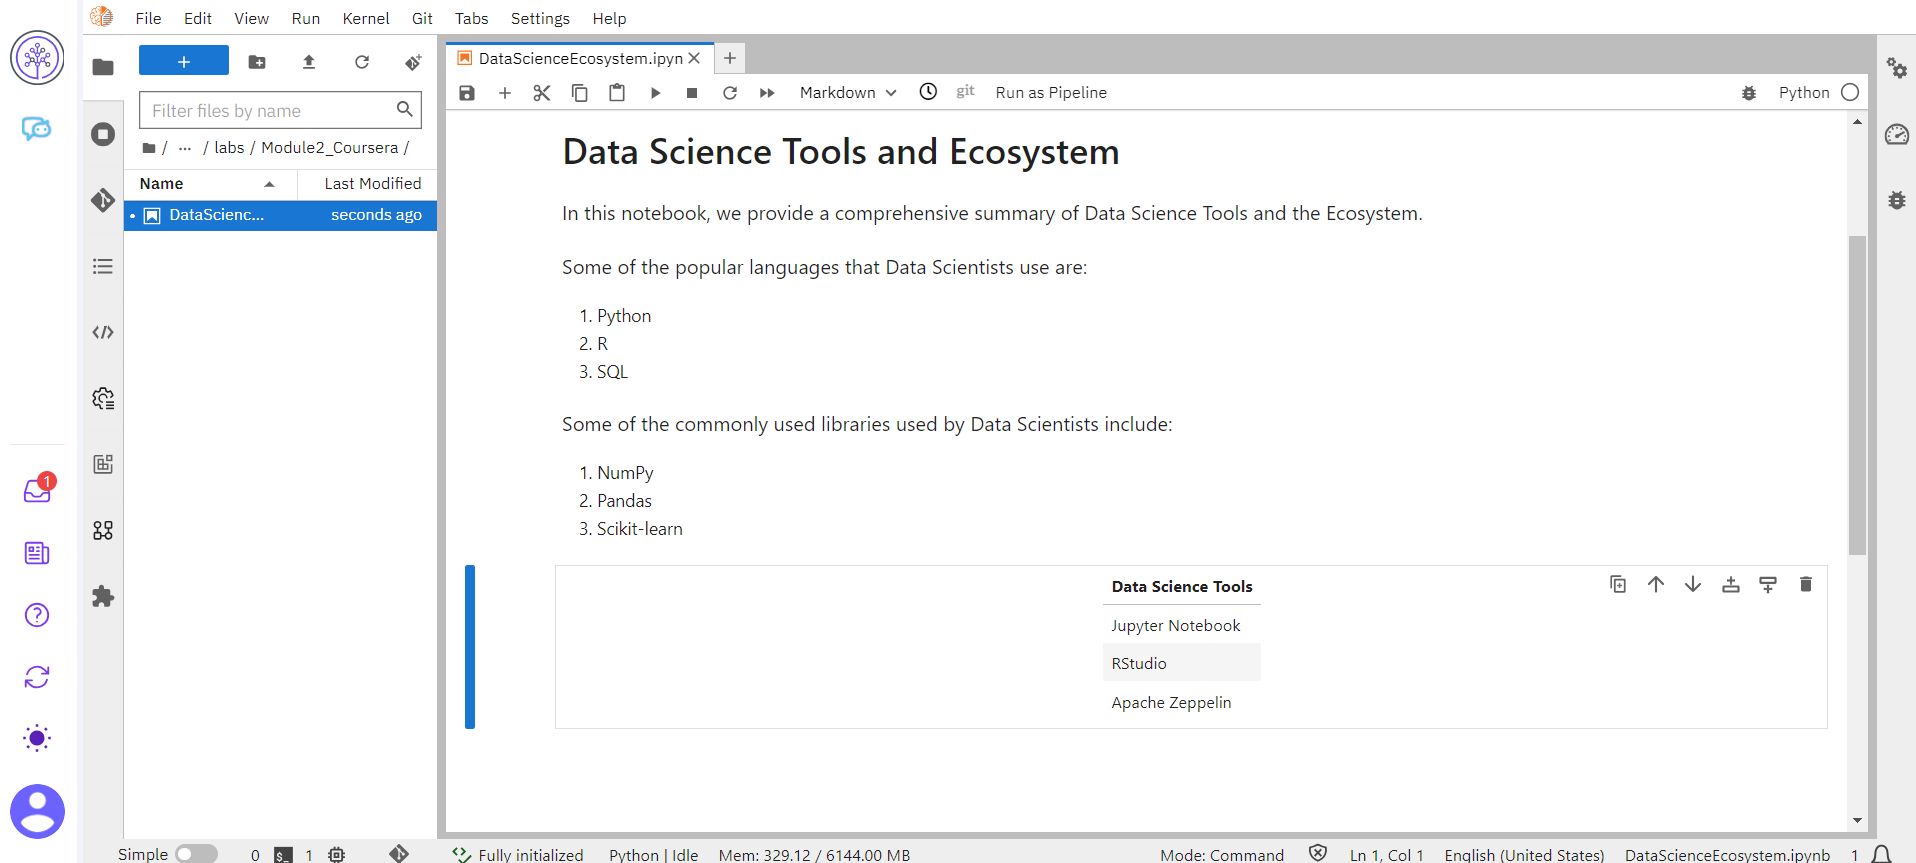 File Edit View Run Kernel Git Tabs Settings Help
DataScienceEcosystem.ipyn
Filter files by name
Markdown
git
Run as Pipeline
Python
/ ... / labs / Module2_Coursera /
Name
Last Modified
DataScienc...
seconds ago
Data Science Tools and Ecosystem
In this notebook, we provide a comprehensive summary of Data Science Tools and the Ecosystem.
Some of the popular languages that Data Scientists use are:
1. Python
2. R
3. SQL
Some of the commonly used libraries used by Data Scientists include:
1. NumPy
2. Pandas
3. Scikit-learn
Data Science Tools
Jupyter Notebook
RStudio
Apache Zeppelin
1
Simple
0
$_
1
Fully initialized
Python | Idle
Mem: 329.12 / 6144.00 MB
Mode: Command
Ln 1, Col 1
English (United States)
DataScienceEcosystem.ipynb
1